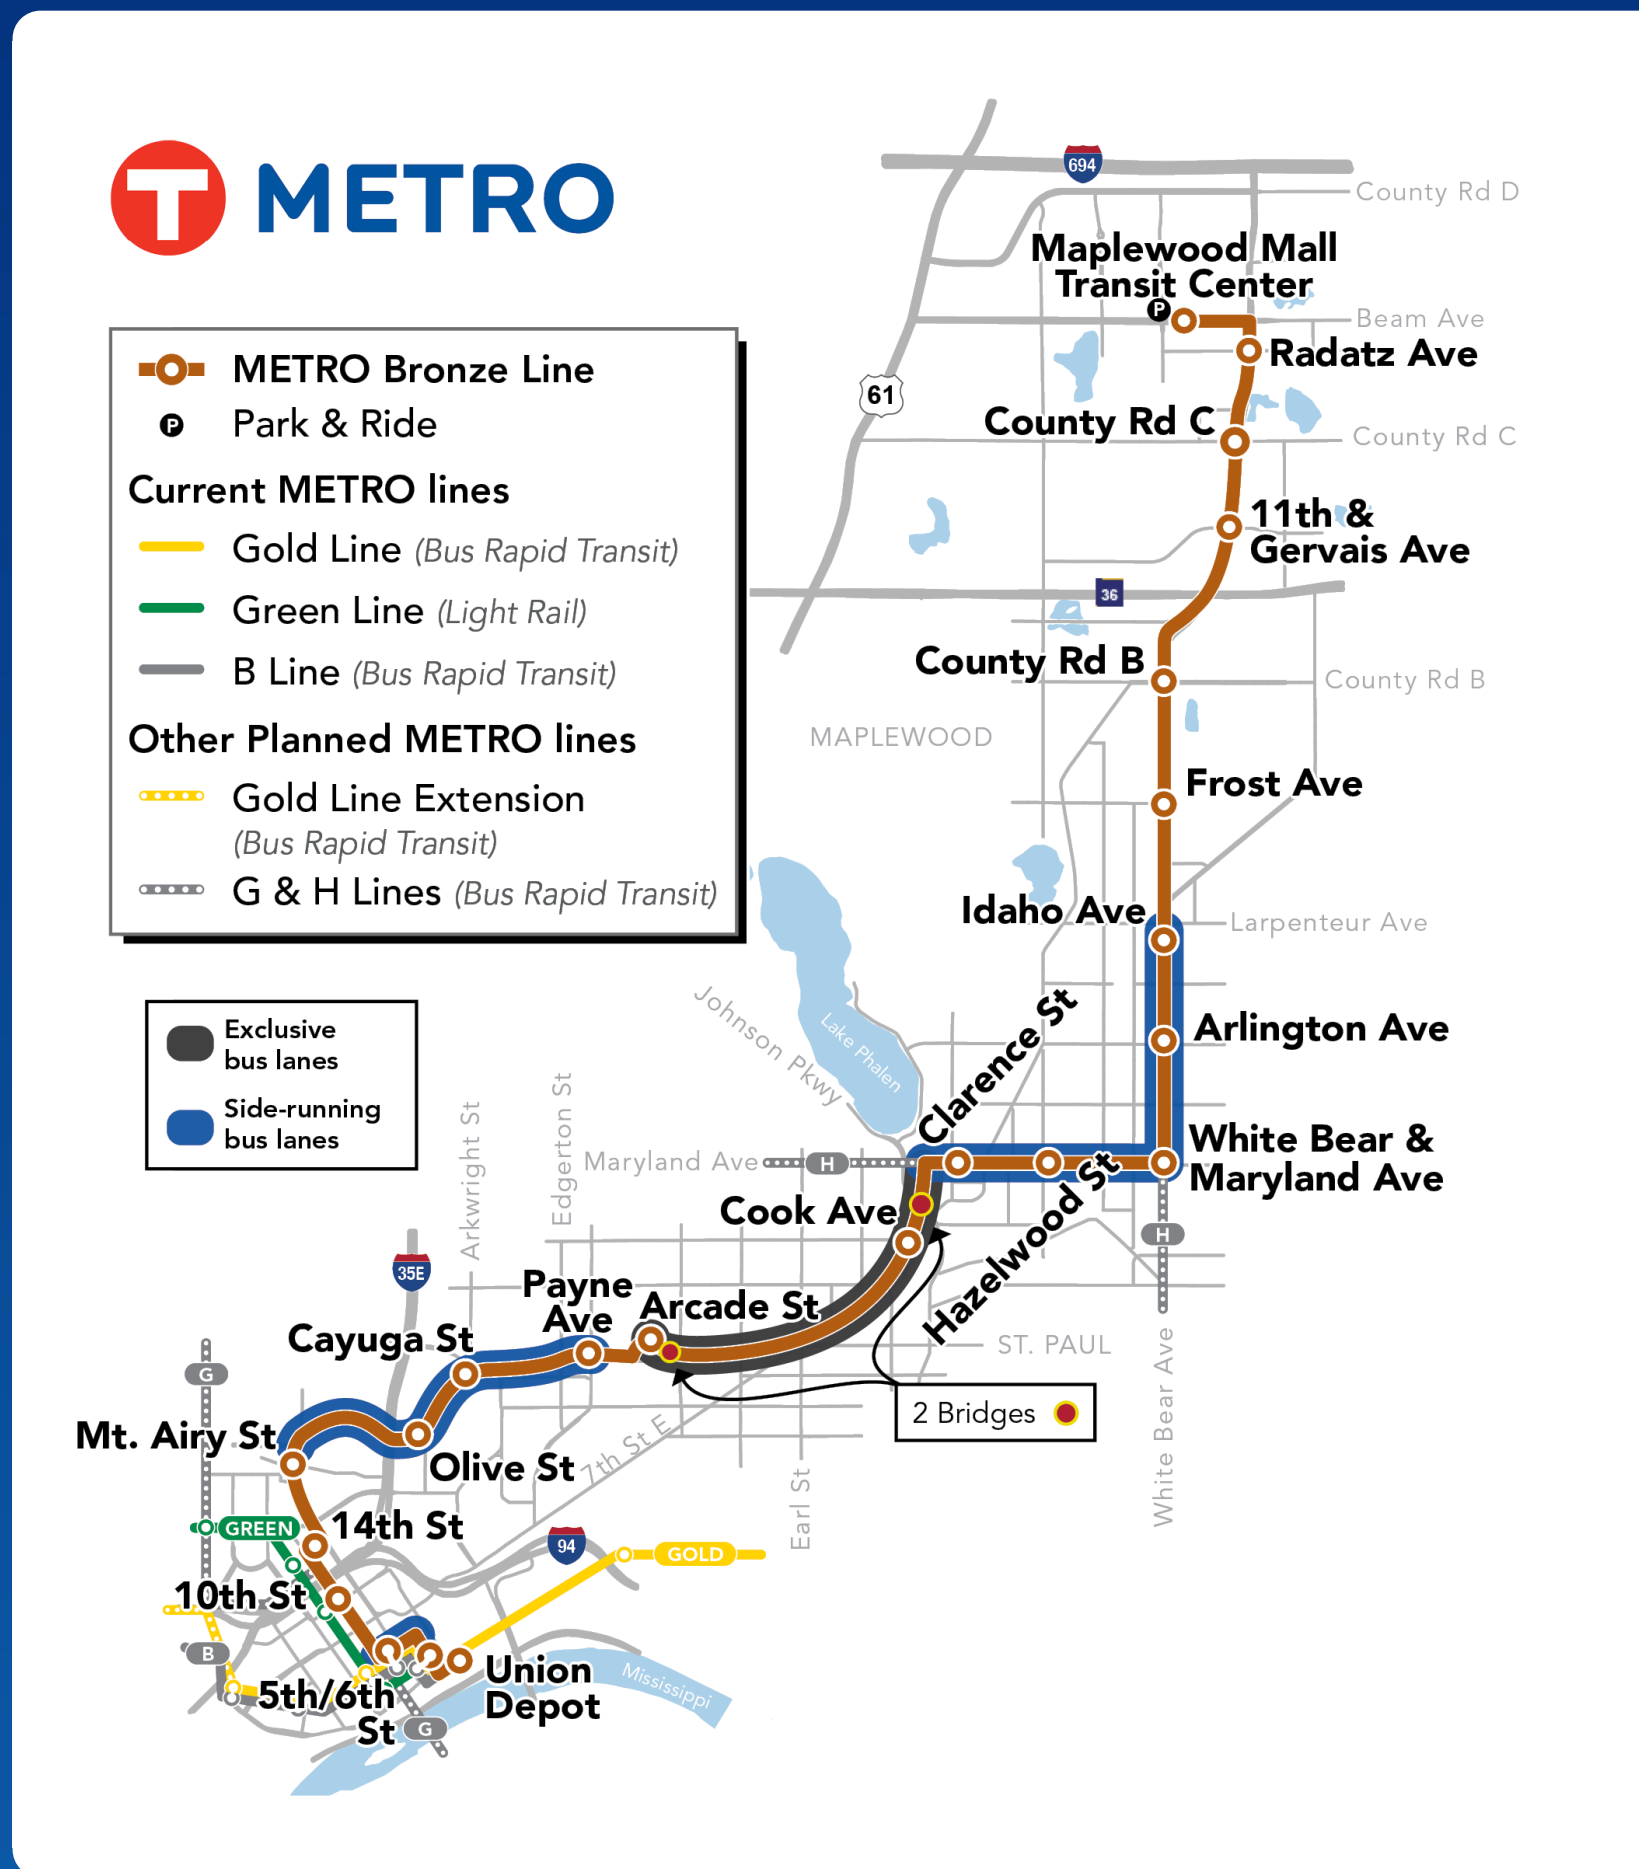 T METRO
METRO Bronze Line
P Park & Ride
Current METRO lines
Gold Line (Bus Rapid Transit)
Green Line (Light Rail)
B Line (Bus Rapid Transit)
Other Planned METRO lines
Gold Line Extension
(Bus Rapid Transit)
G & H Lines (Bus Rapid Transit)
Exclusive
bus lanes
Side-running
bus lanes
694
County Rd D
Maplewood Mall
Transit Center
P
Beam Ave
Radatz Ave
61
County Rd C
County Rd C
11th &
Gervais Ave
36
County Rd B
County Rd B
MAPLEWOOD
Frost Ave
Idaho Ave
Larpenteur Ave
Johnson Pkwy
Lake Phalen
Clarence St
Arlington Ave
White Bear &
Maryland Ave
Maryland Ave
H
Hazelwood St
H
White Bear Ave
Cook Ave
Arkwright St
Edgerton St
35E
Payne
Ave
Arcade St
ST. PAUL
Cayuga St
2 Bridges
G
Mt. Airy St
Olive St
7th St E
Earl St
GREEN
14th St
94
GOLD
10th St
B
5th/6th
St
G
Union
Depot
Mississippi